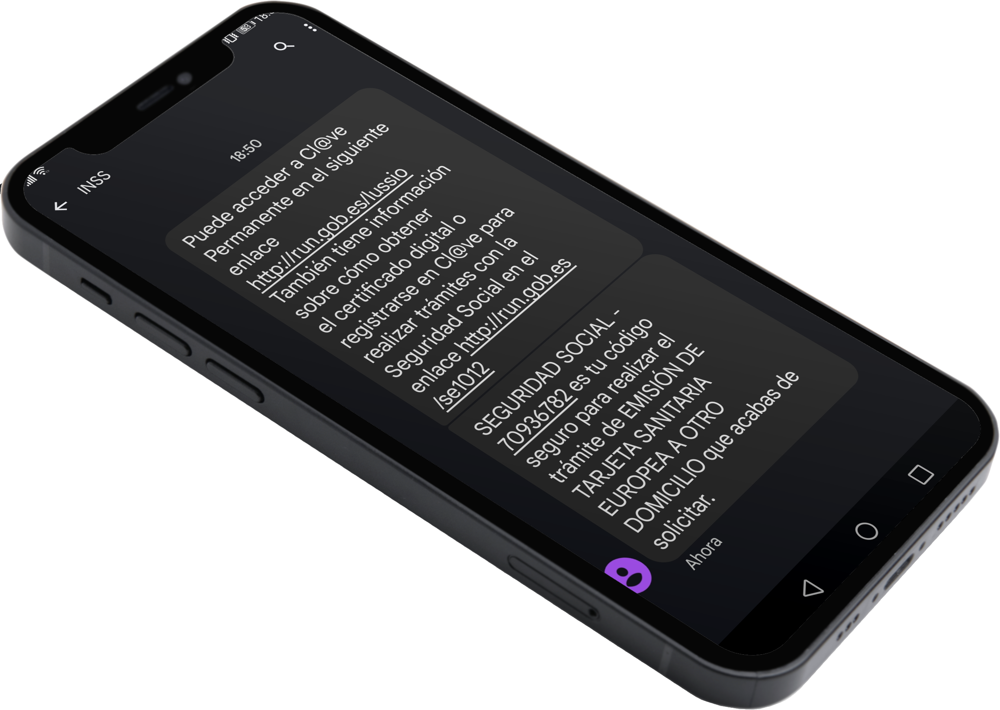 53
INSS
18:50
Puede acceder a Cl@ve
Permanente en el siguiente
enlace
http://run.gob.es/lussio
También tiene información
sobre cómo obtener
el certificado digital o
registrarse en Cl@ve para
realizar trámites con la
Seguridad Social en el
enlace http://run.gob.es
/se1012
SEGURIDAD SOCIAL -
70936782 es tu código
seguro para realizar el
trámite de EMISIÓN DE
TARJETA SANITARIA
EUROPEA A OTRO
DOMICILIO que acabas de
solicitar.
Ahora